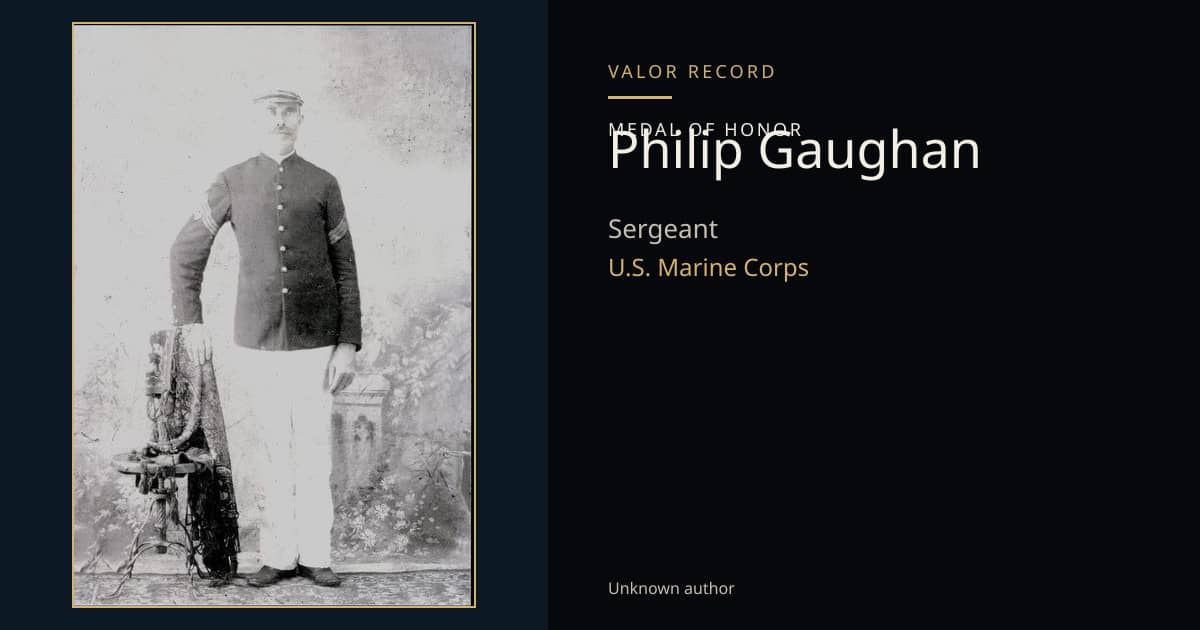 VALOR RECORD
MEDAL OF HONOR
Philip Gaughan
Sergeant
U.S. Marine Corps
Unknown author